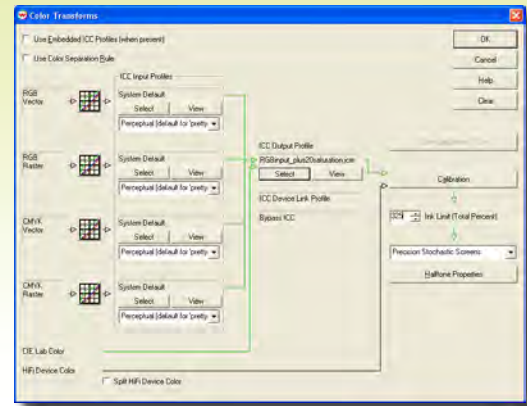 Color Transforms
Use Embedded ICC Profiles (when present)
Use Color Separation Rule
ICC Input Profiles
RGB Vector
System Default
Select View
Perceptual (default for 'pretty
RGB Raster
System Default
Select View
Perceptual (default for 'pretty
CMYK Vector
System Default
Select View
Perceptual (default for 'pretty
CMYK Raster
System Default
Select View
Perceptual (default for 'pretty
CIE Lab Color
HiFi Device Color
Split HiFi Device Color
ICC Output Profile
RGBinput_plus20saturation.icm
Select View
ICC Device Link Profile
Bypass ICC
OK
Cancel
Help
Clear
Calibration
325 Ink Limit (Total Percent)
Precision Stochastic Screens
Halftone Properties